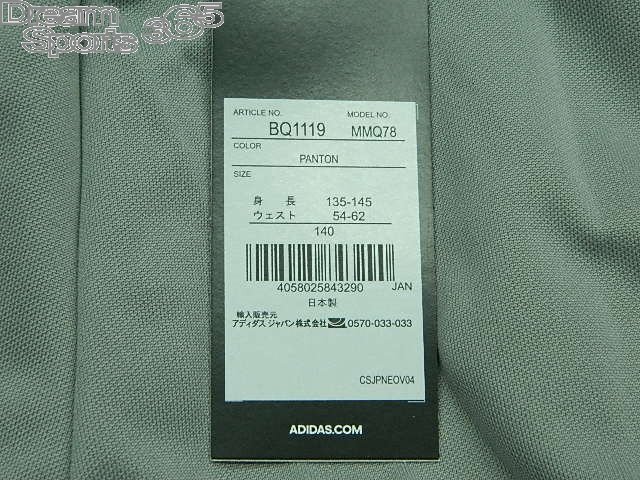 Dream
Sports 365
ARTICLE NO. MODEL NO.
BQ1119 MMQ78
COLOR
PANTON
SIZE
身 長 135-145
ウェスト 54-62
140
4058025843290 JAN
日本製
輸入販売元
アディダス ジャパン株式会社 0570-033-033
CSJPNEOV04
ADIDAS.COM